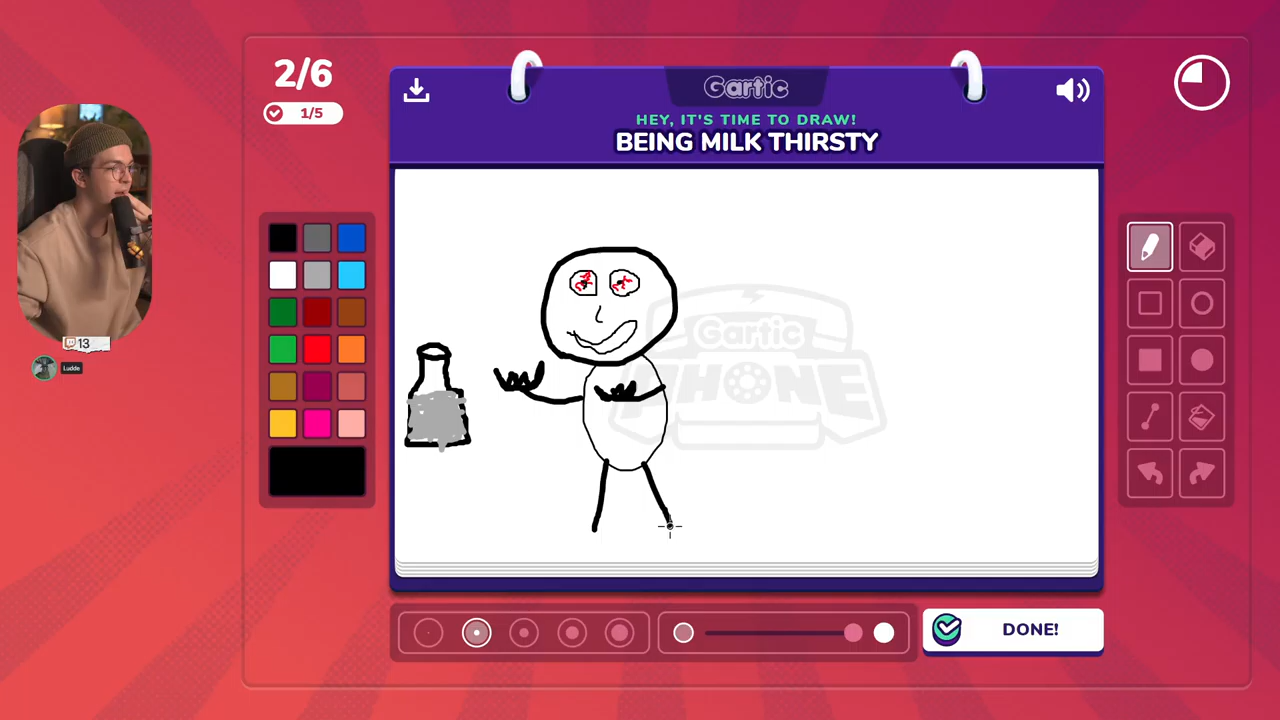 2/6
1/5
Gartic
HEY, IT'S TIME TO DRAW!
BEING MILK THIRSTY
Gartic
PHONE
13
Ludde
DONE!